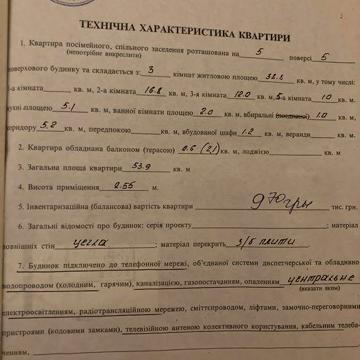 ТЕХНІЧНА ХАРАКТЕРИСТИКА КВАРТИРИ
1. Квартира посімейного, спільного заселення розташована на 5 поверсі 5
(непотрібне викреслити)
поверхового будинку та складається з 3 кімнат житловою площею кв. м, у тому числі:
-а кімната кв. м, 2-а кімната 16.8 кв. м, 3-я кімната 12.0 кв. м, -а кімната 10 кв. м,
кухні площею 5.1 кв. м, ванної кімнати площею 2.0 кв. м, вбиральні 1.0 кв. м,
коридору 5.2 кв. м, передпокою кв. м, вбудованої шафи 1.2 кв. м, веранди кв. м.
2. Квартира обладнана балконом (терасою) 0.6 (2.1) кв. м, лоджією кв. м
3. Загальна площа квартири 53.9 кв. м
4. Висота приміщення 2.55 м.
5. Інвентаризаційна (балансова) вартість квартири 970 грн тис. грн.
6. Загальні відомості про будинок: серія проекту ; матеріал
зовнішніх стін цегла ; матеріал перекрить з/б плити
7. Будинок підключено до телефонної мережі, об'єднаної системи диспетчерської та обладнано
водопроводом (холодним, гарячим), каналізацією, газопостачанням, опаленням центральне
(вказати яким)
електроосвітленням, радіотрансляційною мережею, сміттєпроводом, ліфтами, замочно-переговорними
пристроями (кодовими замками), телевізійною антеною колективного користування, кабельним телеба-
ченням,